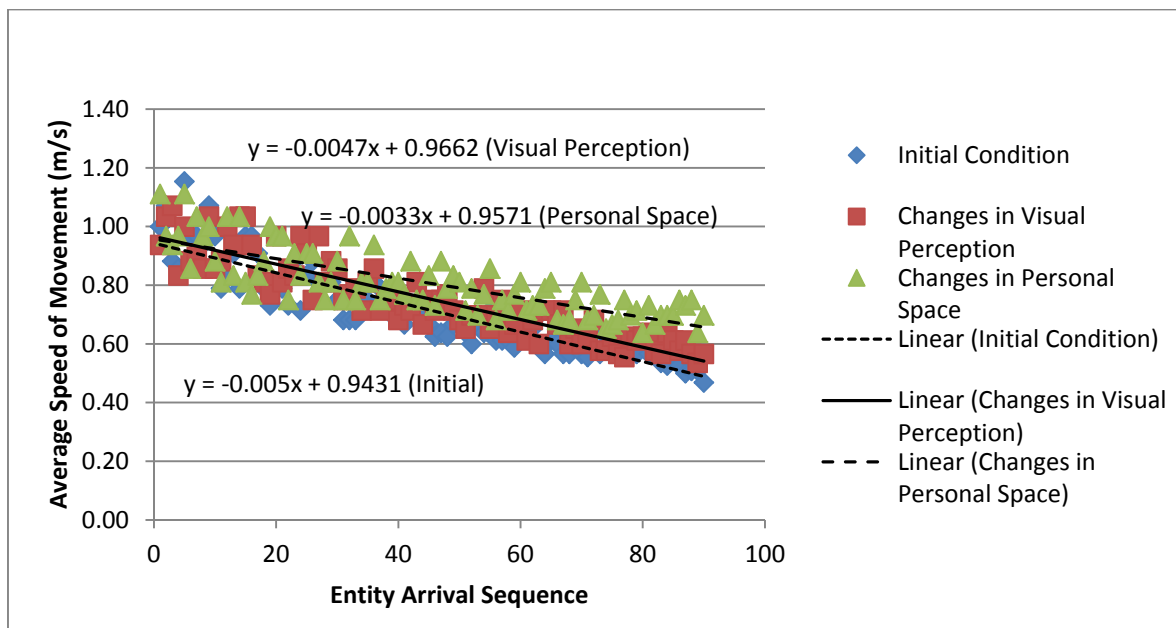 1.40
1.20
1.00
0.80
0.60
0.40
0.20
0.00
0 20 40 60 80 100
Average Speed of Movement (m/s)
Entity Arrival Sequence
y = -0.0047x + 0.9662 (Visual Perception)
y = -0.0033x + 0.9571 (Personal Space)
y = -0.005x + 0.9431 (Initial)
Initial Condition
Changes in Visual
Perception
Changes in Personal
Space
Linear (Initial Condition)
Linear (Changes in Visual
Perception)
Linear (Changes in
Personal Space)